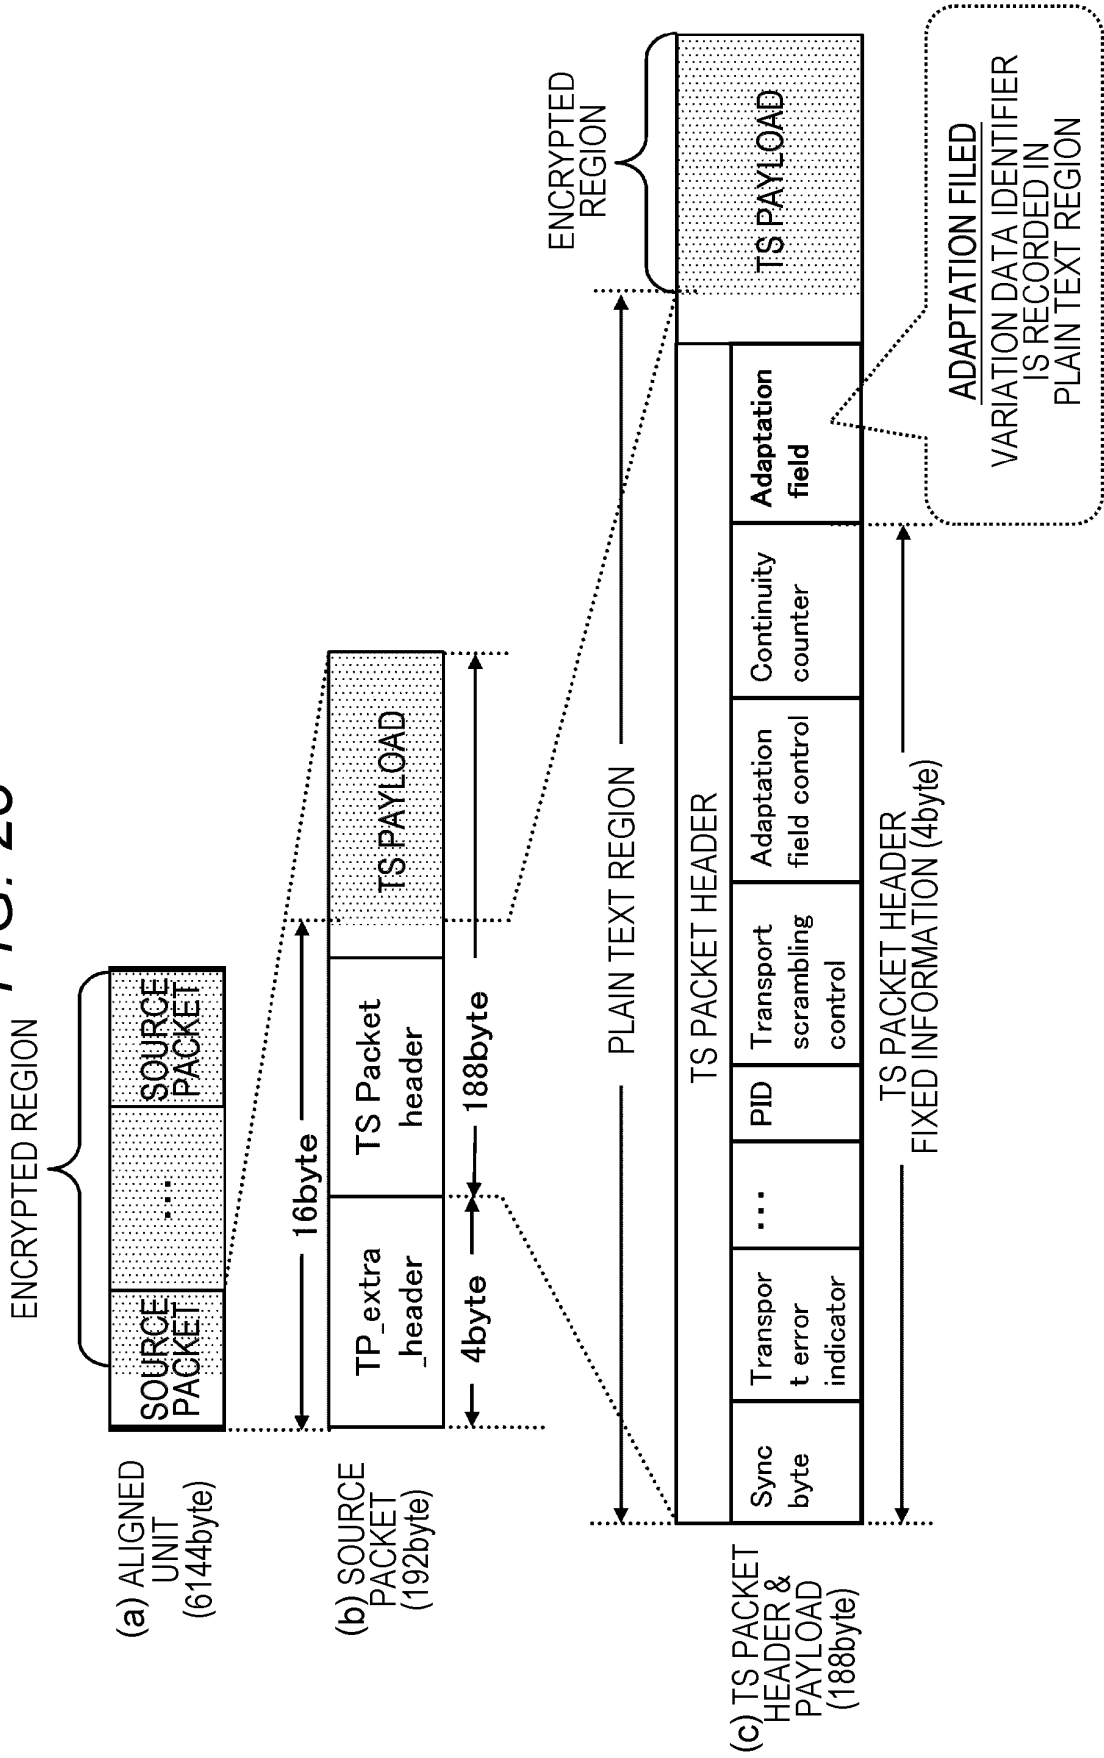 ENCRYPTED REGION
(a) ALIGNED
UNIT
(6144byte)
SOURCE
PACKET
...
SOURCE
PACKET
16byte
(b) SOURCE
PACKET
(192byte)
TP_extra
_header
TS Packet
header
TS PAYLOAD
4byte
188byte
ENCRYPTED
REGION
PLAIN TEXT REGION
(c) TS PACKET
HEADER &
PAYLOAD
(188byte)
TS PACKET HEADER
TS PAYLOAD
Sync
byte
Transpor
t error
indicator
...
PID
Transport
scrambling
control
Adaptation
field control
Continuity
counter
Adaptation
field
TS PACKET HEADER
FIXED INFORMATION (4byte)
ADAPTATION FILED
VARIATION DATA IDENTIFIER
IS RECORDED IN
PLAIN TEXT REGION